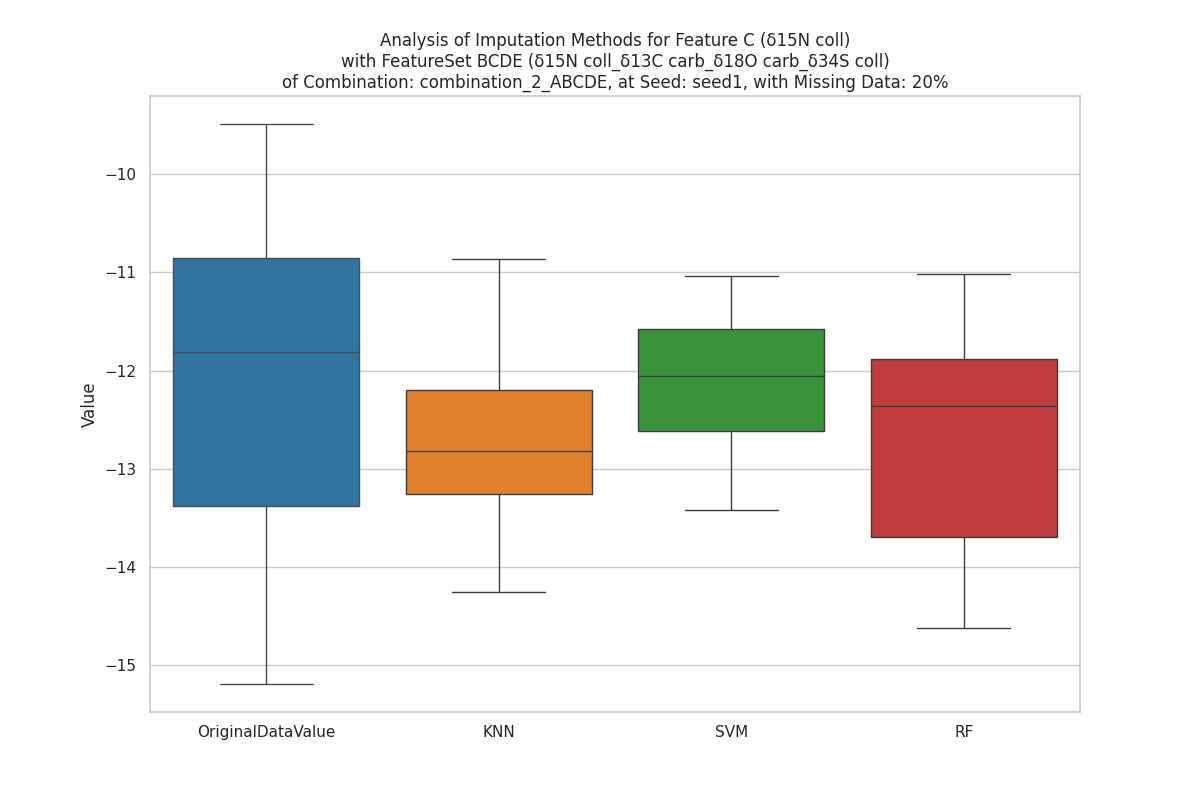 Analysis of Imputation Methods for Feature C (δ15N coll)
with FeatureSet BCDE (δ15N coll_δ13C carb_δ18O carb_δ34S coll)
of Combination: combination_2_ABCDE, at Seed: seed1, with Missing Data: 20%
Value
−10
−11
−12
−13
−14
−15
OriginalDataValue
KNN
SVM
RF